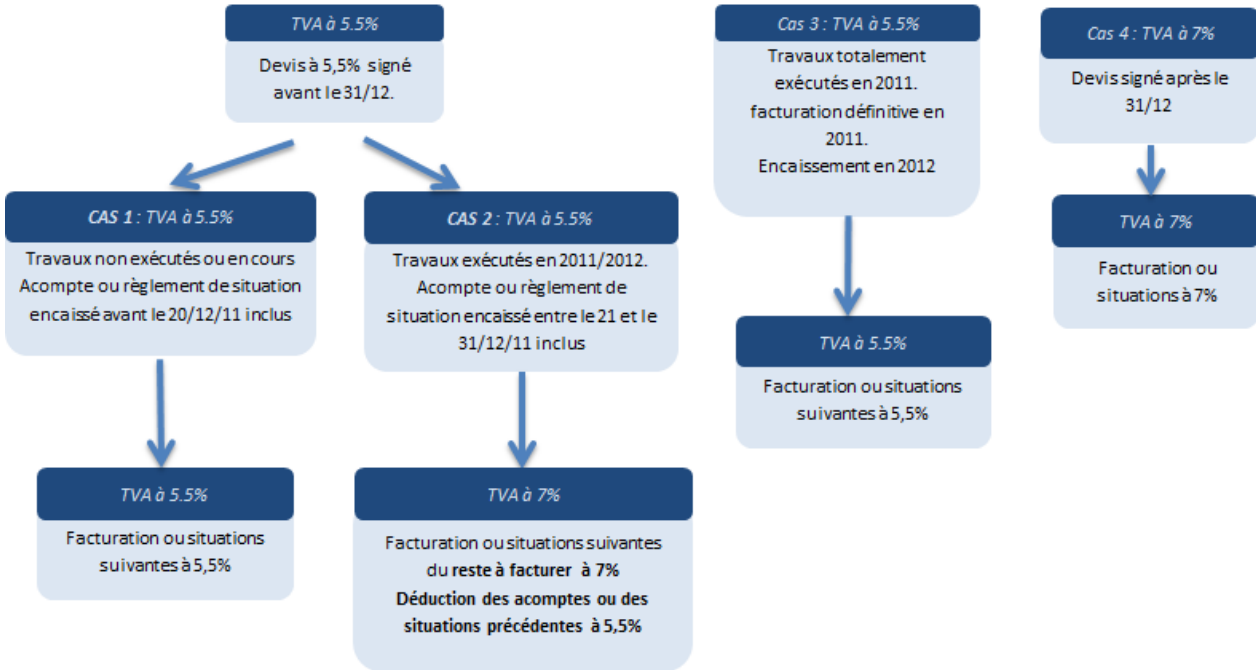 TVA à 5.5%
Devis à 5,5% signé
avant le 31/12.
CAS 1 : TVA à 5.5%
Travaux non exécutés ou en cours
Acompte ou règlement de situation
encaissé avant le 20/12/11 inclus
TVA à 5.5%
Facturation ou situations
suivantes à 5,5%
CAS 2 : TVA à 5.5%
Travaux exécutés en 2011/2012.
Acompte ou règlement de
situation encaissé entre le 21 et le
31/12/11 inclus
TVA à 7%
Facturation ou situations suivantes
du reste à facturer à 7%
Déduction des acomptes ou des
situations précédentes à 5,5%
Cas 3 : TVA à 5.5%
Travaux totalement
exécutés en 2011.
facturation définitive en
2011.
Encaissement en 2012
TVA à 5.5%
Facturation ou situations
suivantes à 5,5%
Cas 4 : TVA à 7%
Devis signé après le
31/12
TVA à 7%
Facturation ou
situations à 7%